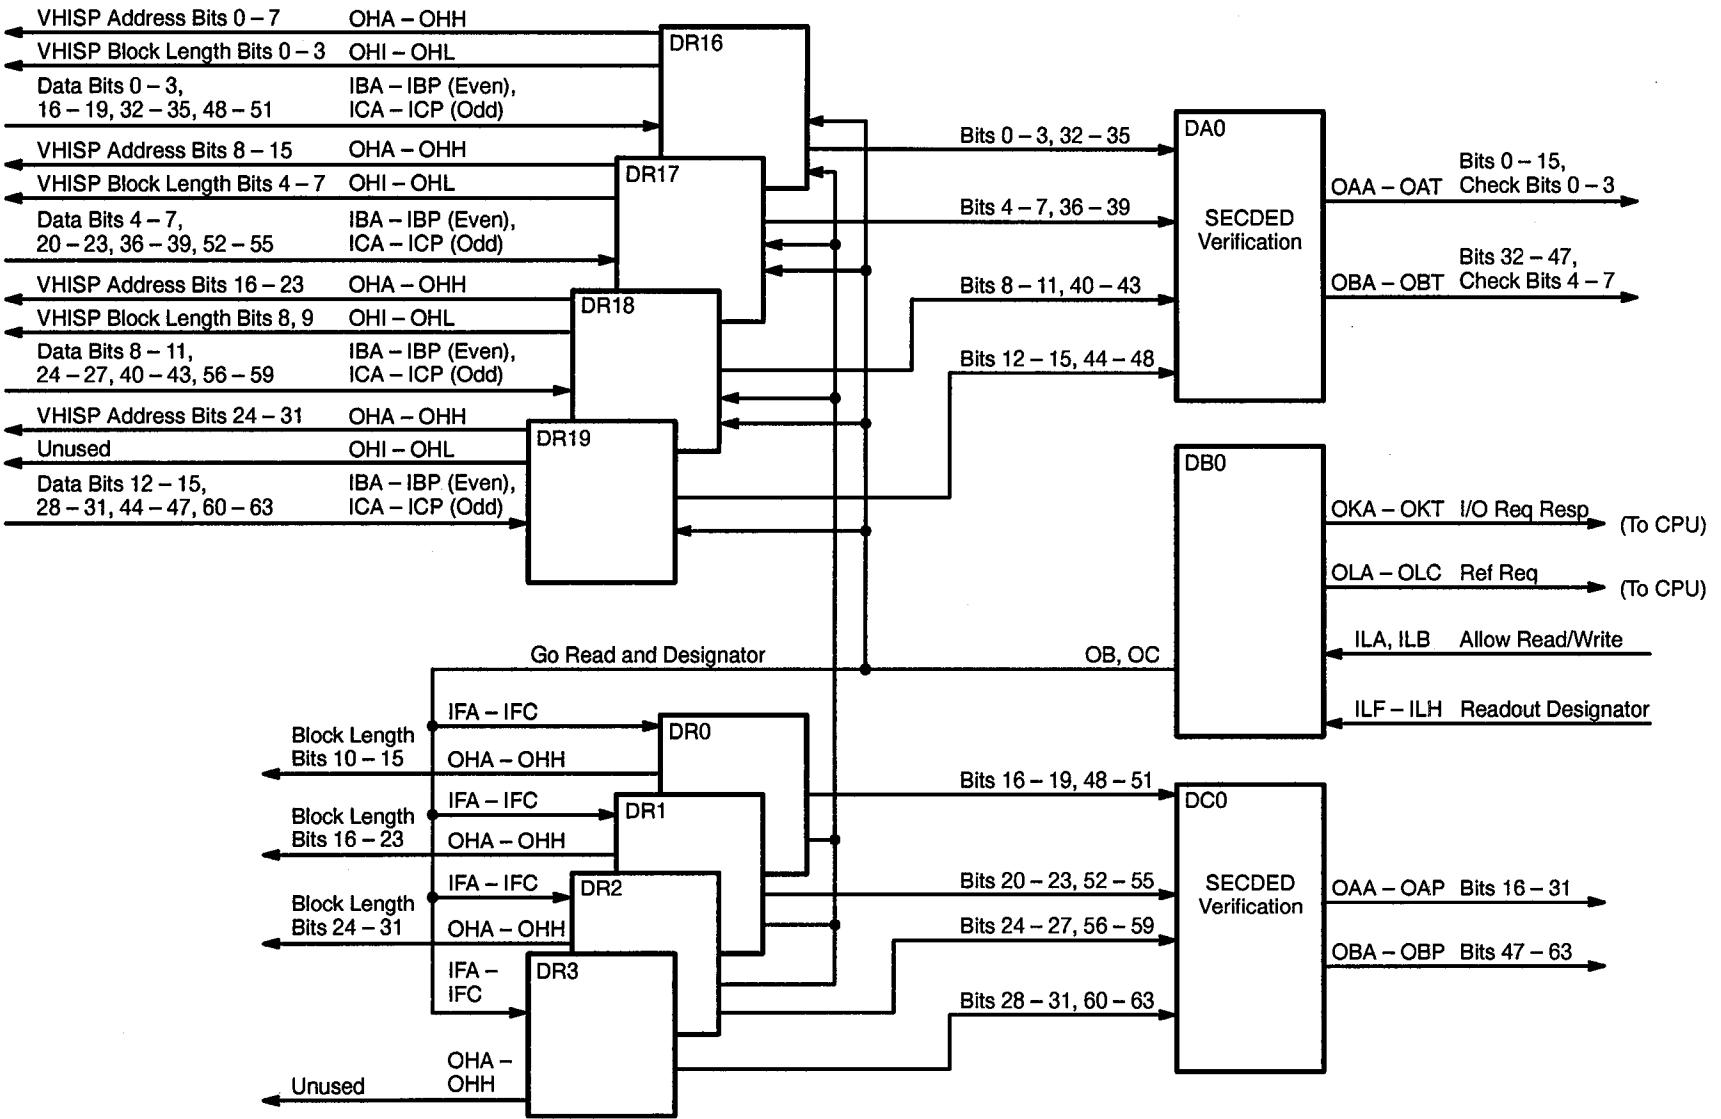 VHISP Address Bits 0 – 7 OHA – OHH
VHISP Block Length Bits 0 – 3 OHI – OHL
Data Bits 0 – 3, IBA – IBP (Even),
16 – 19, 32 – 35, 48 – 51 ICA – ICP (Odd)
DR16
VHISP Address Bits 8 – 15 OHA – OHH
VHISP Block Length Bits 4 – 7 OHI – OHL
Data Bits 4 – 7, IBA – IBP (Even),
20 – 23, 36 – 39, 52 – 55 ICA – ICP (Odd)
DR17
VHISP Address Bits 16 – 23 OHA – OHH
VHISP Block Length Bits 8, 9 OHI – OHL
Data Bits 8 – 11, IBA – IBP (Even),
24 – 27, 40 – 43, 56 – 59 ICA – ICP (Odd)
DR18
VHISP Address Bits 24 – 31 OHA – OHH
Unused OHI – OHL
Data Bits 12 – 15, IBA – IBP (Even),
28 – 31, 44 – 47, 60 – 63 ICA – ICP (Odd)
DR19
Bits 0 – 3, 32 – 35
Bits 4 – 7, 36 – 39
Bits 8 – 11, 40 – 43
Bits 12 – 15, 44 – 48
DA0
SECDED
Verification
Bits 0 – 15,
OAA – OAT Check Bits 0 – 3
Bits 32 – 47,
OBA – OBT Check Bits 4 – 7
DB0
OKA – OKT I/O Req Resp (To CPU)
OLA – OLC Ref Req (To CPU)
ILA, ILB Allow Read/Write
ILF – ILH Readout Designator
Go Read and Designator OB, OC
IFA – IFC
DR0
Block Length
Bits 10 – 15 OHA – OHH
IFA – IFC
DR1
Block Length
Bits 16 – 23 OHA – OHH
IFA – IFC
DR2
Block Length
Bits 24 – 31 OHA – OHH
IFA –
IFC
DR3
OHA –
Unused OHH
Bits 16 – 19, 48 – 51
Bits 20 – 23, 52 – 55
Bits 24 – 27, 56 – 59
Bits 28 – 31, 60 – 63
DC0
SECDED
Verification
OAA – OAP Bits 16 – 31
OBA – OBP Bits 47 – 63